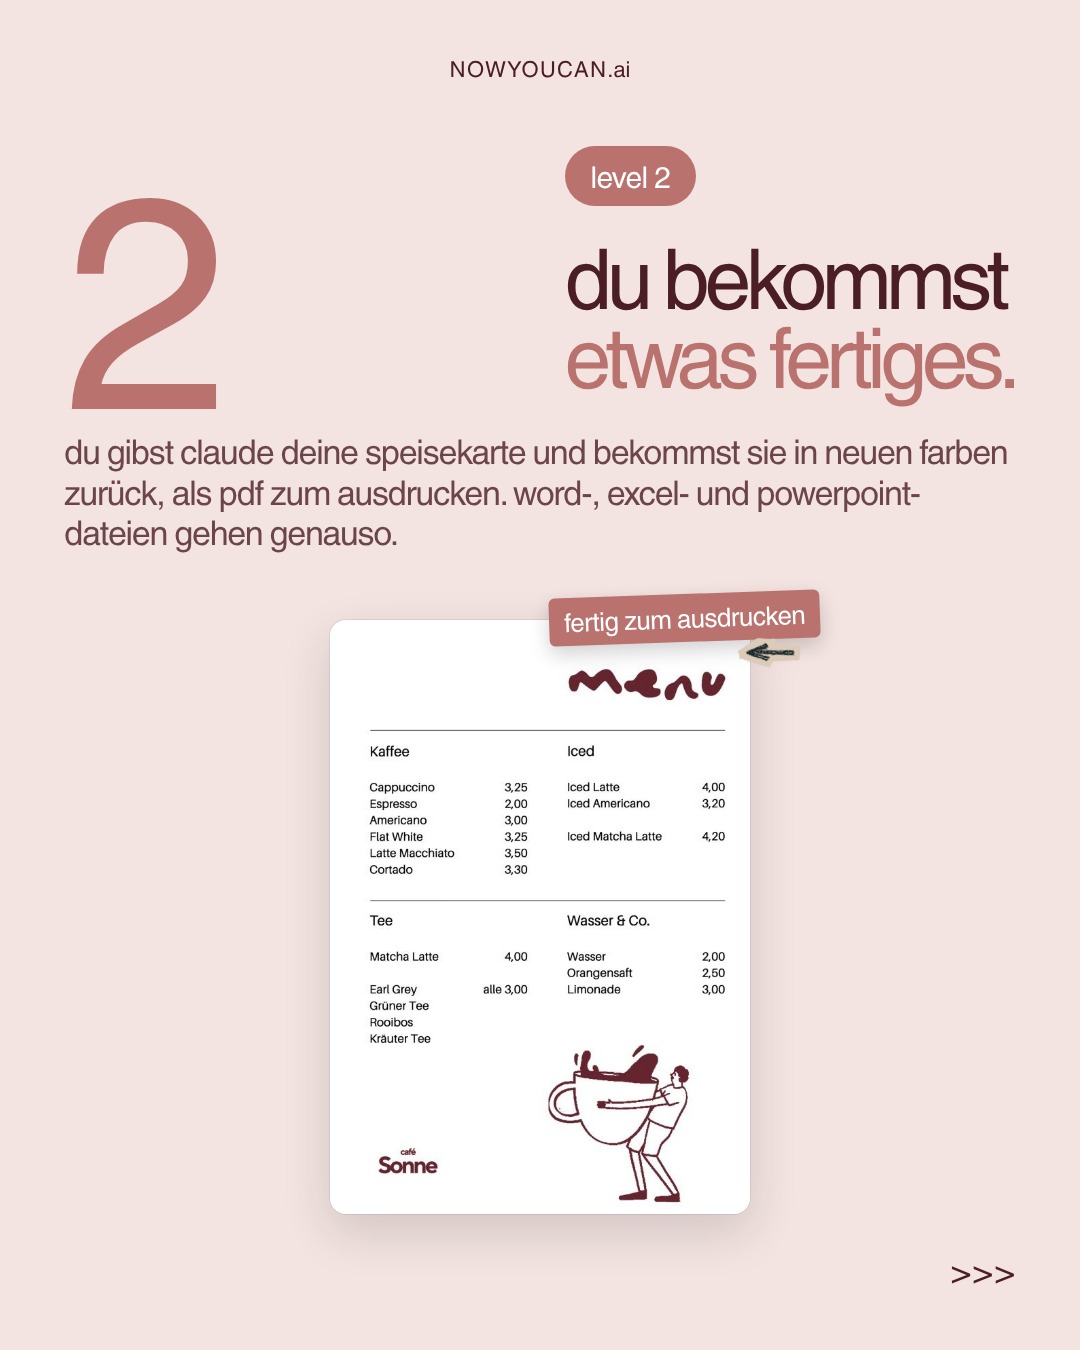 NOWYOUCAN.ai
level 2
2
du bekommst
etwas fertiges.
du gibst claude deine speisekarte und bekommst sie in neuen farben
zurück, als pdf zum ausdrucken. word-, excel- und powerpoint-
dateien gehen genauso.
fertig zum ausdrucken
menu
Kaffee
Cappuccino 3,25
Espresso 2,00
Americano 3,00
Flat White 3,25
Latte Macchiato 3,50
Cortado 3,30
Iced
Iced Latte 4,00
Iced Americano 3,20
Iced Matcha Latte 4,20
Tee
Matcha Latte 4,00
Earl Grey alle 3,00
Grüner Tee
Rooibos
Kräuter Tee
Wasser & Co.
Wasser 2,00
Orangensaft 2,50
Limonade 3,00
café
Sonne
>>>